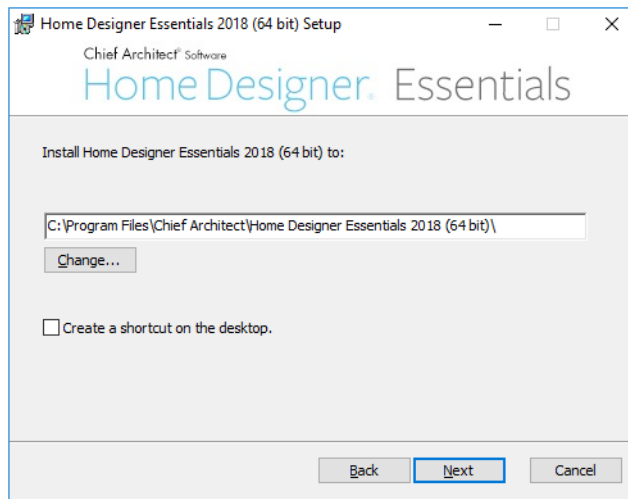 Home Designer Essentials 2018 (64 bit) Setup
Chief Architect® Software
Home Designer® Essentials
Install Home Designer Essentials 2018 (64 bit) to:
C:\Program Files\Chief Architect\Home Designer Essentials 2018 (64 bit)\
Change...
Create a shortcut on the desktop.
Back Next Cancel